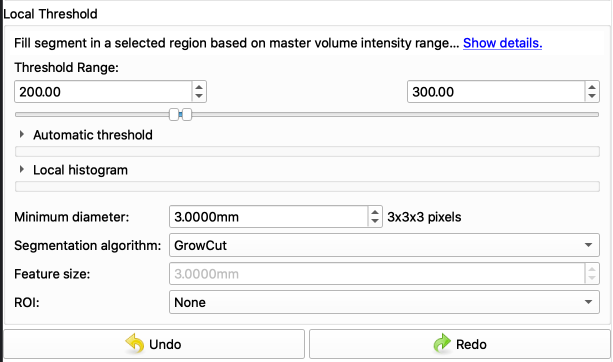 Local Threshold
Fill segment in a selected region based on master volume intensity range... Show details.
Threshold Range:
200.00 300.00
Automatic threshold
Local histogram
Minimum diameter: 3.0000mm 3x3x3 pixels
Segmentation algorithm: GrowCut
Feature size: 3.0000mm
ROI: None
Undo Redo